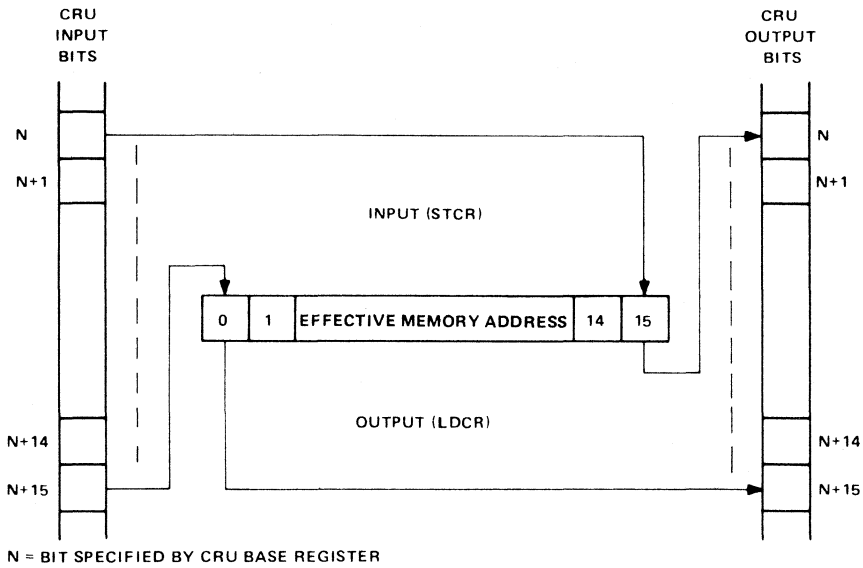 CRU
INPUT
BITS
CRU
OUTPUT
BITS
N
N
N+1
N+1
INPUT (STCR)
0 1 EFFECTIVE MEMORY ADDRESS 14 15
OUTPUT (LDCR)
N+14
N+14
N+15
N+15
N = BIT SPECIFIED BY CRU BASE REGISTER